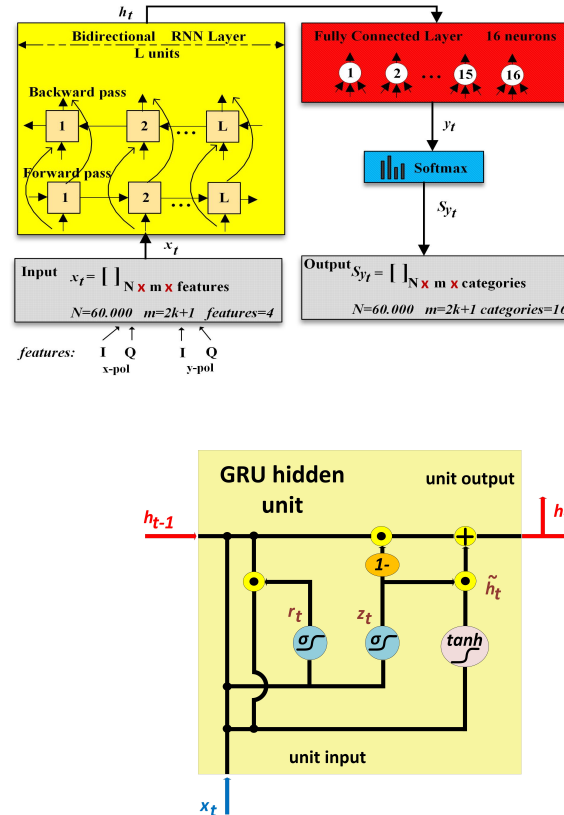 h_t
Bidirectional RNN Layer
L units
Backward pass
1 2 ... L
Forward pass
1 2 ... L
x_t
Input x_t = [ ] N x m x features
N=60.000 m=2k+1 features=4
features: I Q I Q
x-pol y-pol
Fully Connected Layer 16 neurons
1 2 ... 15 16
y_t
Softmax
Sy_t
Output Sy_t = [ ] N x m x categories
N=60.000 m=2k+1 categories=16
GRU hidden
unit
unit output
h_{t-1}
h
1-
r_t
z_t
h̃_t
σ
σ
tanh
unit input
x_t